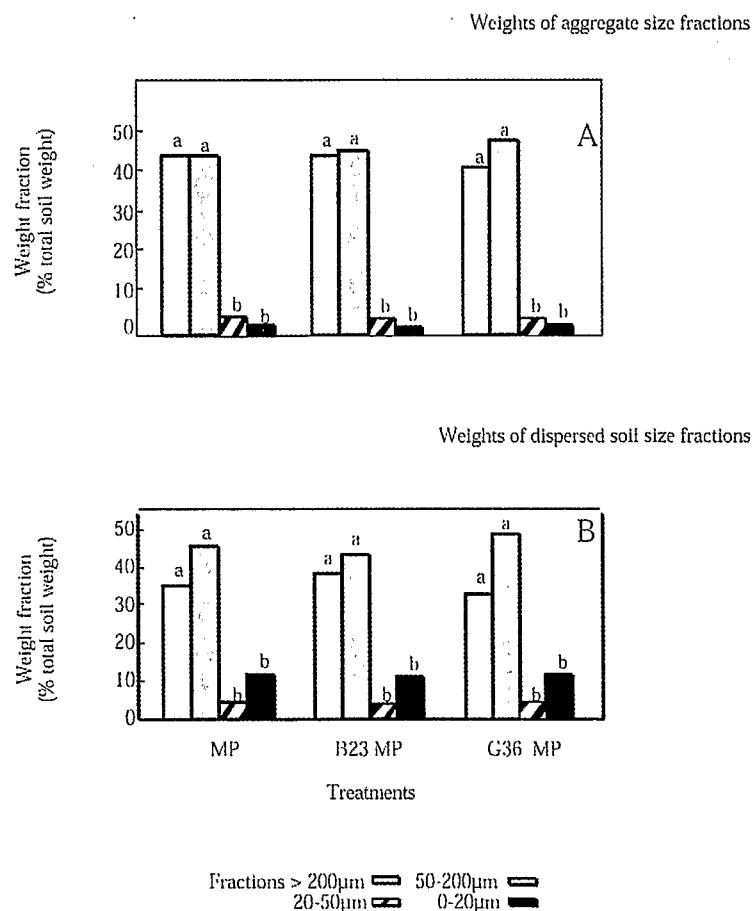 Weights of aggregate size fractions
A
Weight fraction
(% total soil weight)
50
40
30
20
10
0
a a b b
a a b b
a a b b
Weights of dispersed soil size fractions
B
Weight fraction
(% total soil weight)
50
40
30
20
10
0
a a b b
a a b b
a a b b
MP B23 MP G36 MP
Treatments
Fractions > 200µm 50-200µm
20-50µm 0-20µm